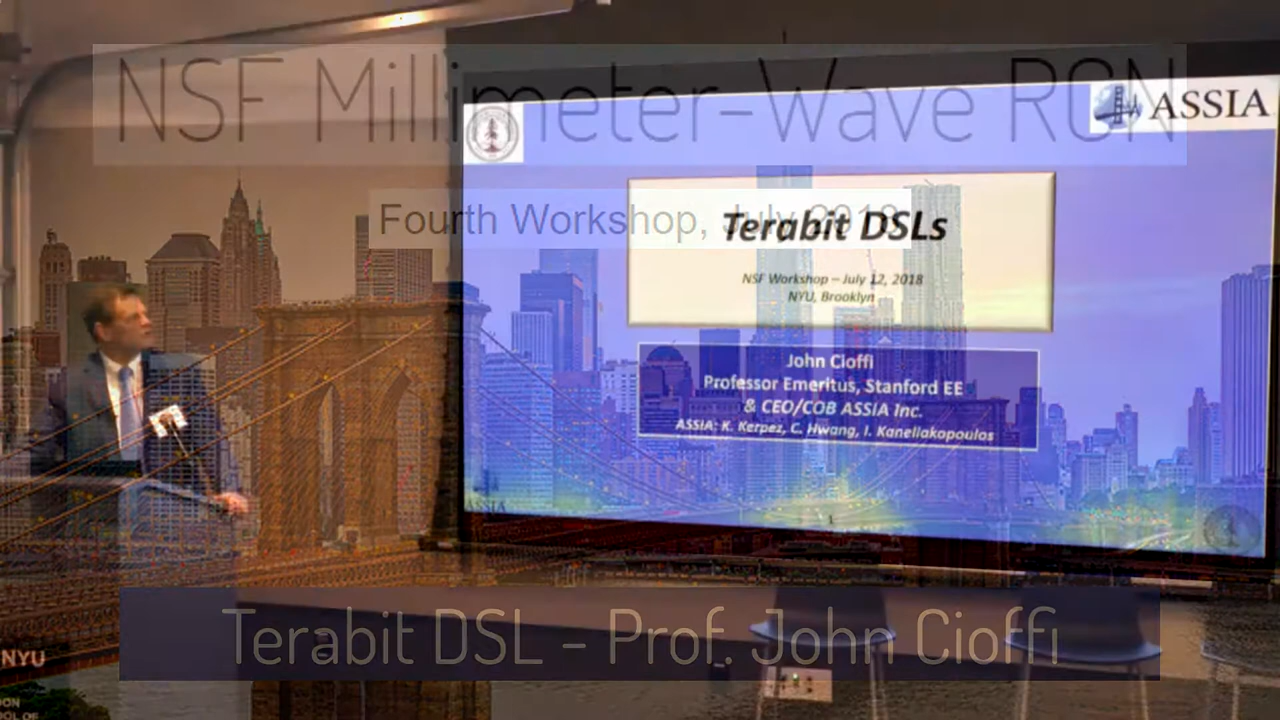 NSF Millimeter-Wave RCN
ASSIA
Fourth Workshop, July 2018
Terabit DSLs
NSF Workshop – July 12, 2018
NYU, Brooklyn
John Cioffi
Professor Emeritus, Stanford EE
& CEO/COB ASSIA Inc.
ASSIA: K. Kerpez, C. Hwang, I. Kanellakopoulos
ASSIA
1
Terabit DSL – Prof. John Cioffi
NYU